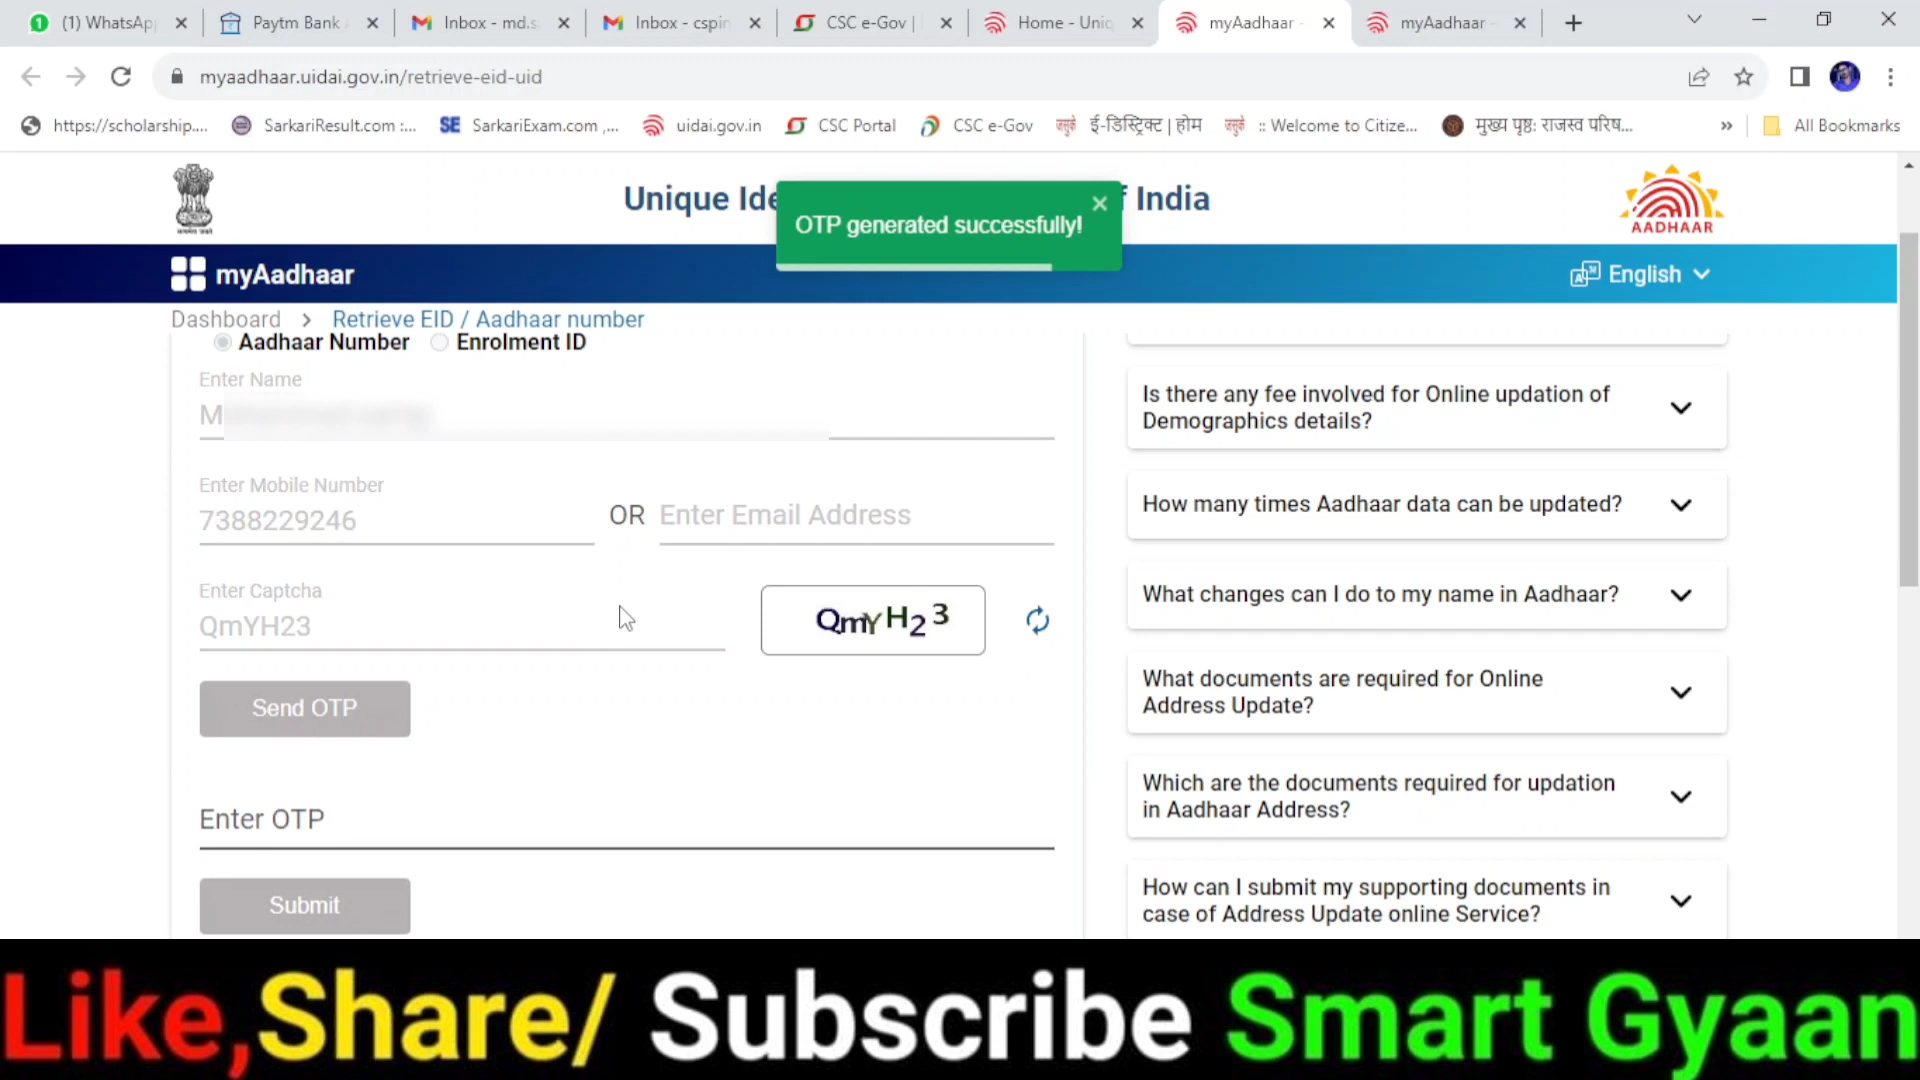 (1) WhatsAp
Paytm Bank
Inbox - md.s
Inbox - cspin
CSC e-Gov |
Home - Uniq
myAadhaar -
myAadhaar -
myaadhaar.uidai.gov.in/retrieve-eid-uid
https://scholarship....
SarkariResult.com :...
SE SarkariExam.com ,...
uidai.gov.in
CSC Portal
CSC e-Gov
ई-डिस्ट्रिक्ट | होम
:: Welcome to Citize...
मुख्य पृष्ठ: राजस्व परिष...
»
All Bookmarks
Unique Ide
f India
OTP generated successfully!
AADHAAR
myAadhaar
English
Dashboard > Retrieve EID / Aadhaar number
Aadhaar Number
Enrolment ID
Enter Name
M
Enter Mobile Number
7388229246
OR
Enter Email Address
Enter Captcha
QmYH23
QmYH23
Send OTP
Enter OTP
Submit
Is there any fee involved for Online updation of
Demographics details?
How many times Aadhaar data can be updated?
What changes can I do to my name in Aadhaar?
What documents are required for Online
Address Update?
Which are the documents required for updation
in Aadhaar Address?
How can I submit my supporting documents in
case of Address Update online Service?
Like,Share/ Subscribe Smart Gyaan